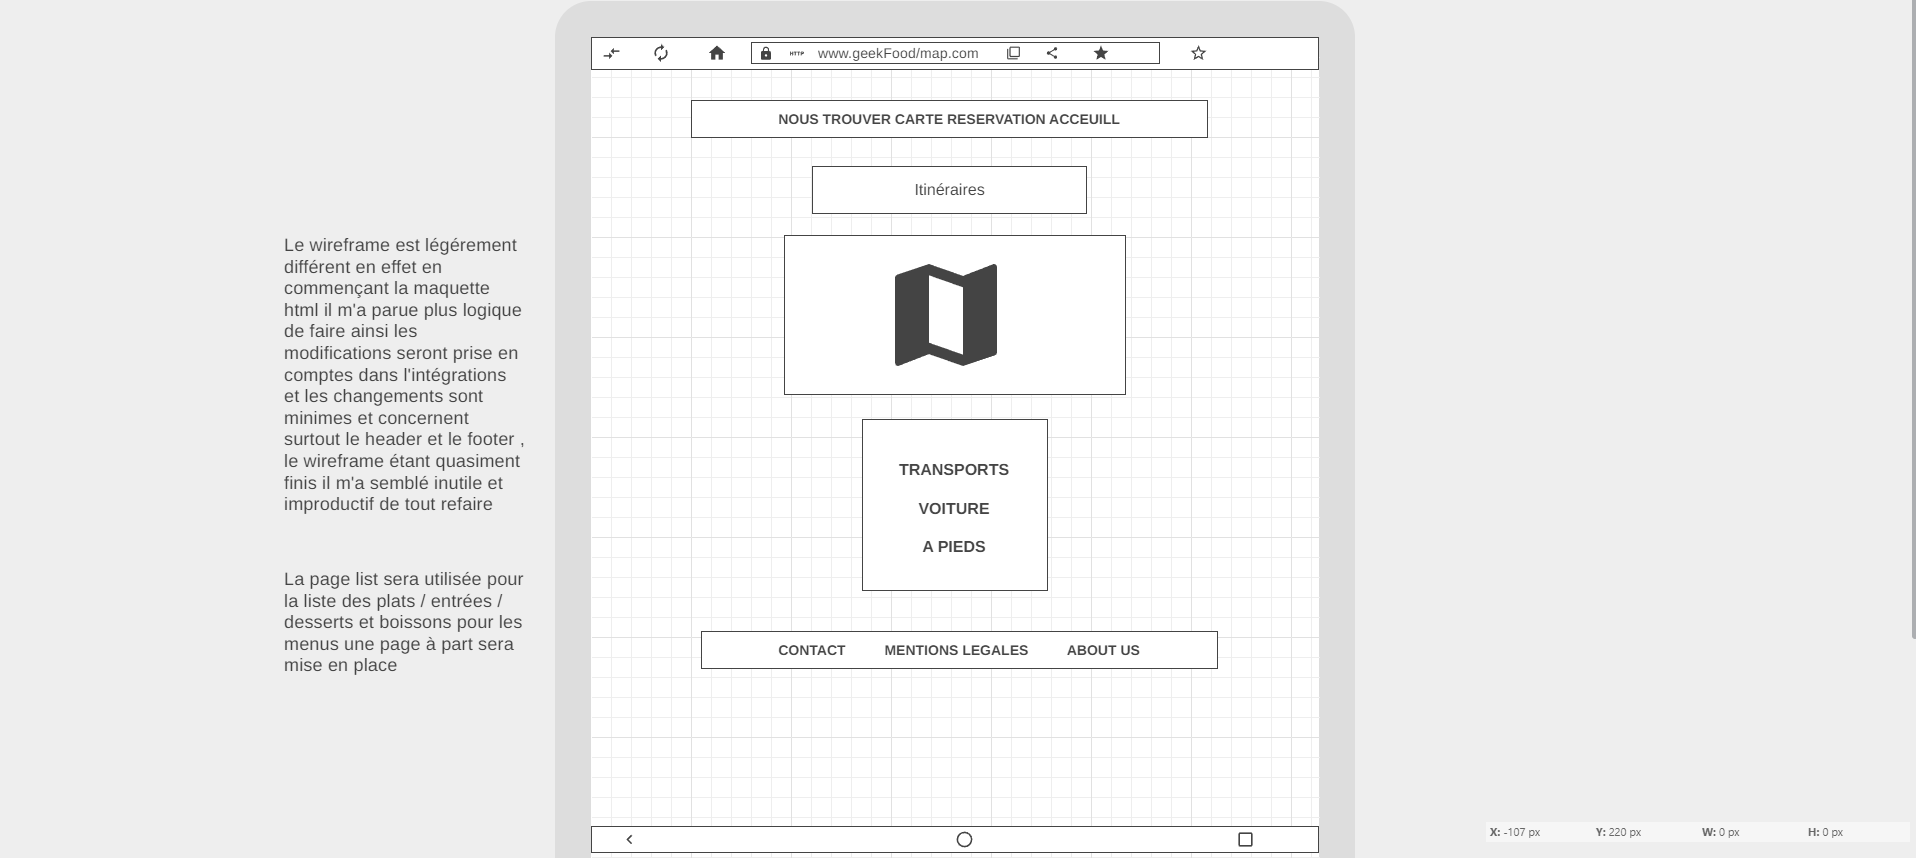 HTTP www.geekFood/map.com
NOUS TROUVER CARTE RESERVATION ACCEUILL
Itinéraires
Le wireframe est légérement
différent en effet en
commençant la maquette
html il m'a parue plus logique
de faire ainsi les
modifications seront prise en
comptes dans l'intégrations
et les changements sont
minimes et concernent
surtout le header et le footer ,
le wireframe étant quasiment
finis il m'a semblé inutile et
improductif de tout refaire
La page list sera utilisée pour
la liste des plats / entrées /
desserts et boissons pour les
menus une page à part sera
mise en place
TRANSPORTS
VOITURE
A PIEDS
CONTACT MENTIONS LEGALES ABOUT US
X: -107 px Y: 220 px W: 0 px H: 0 px